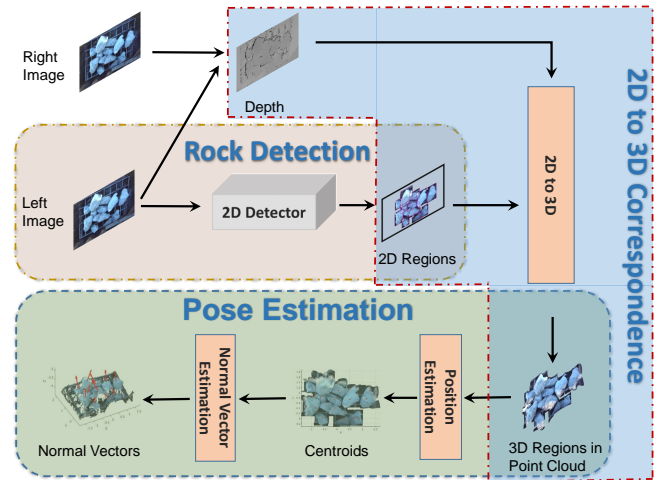 Right
Image
Depth
2D to 3D Correspondence
Rock Detection
2D to 3D
Left
Image
2D Detector
2D Regions
Pose Estimation
Normal Vector
Estimation
Position
Estimation
Normal Vectors
Centroids
3D Regions in
Point Cloud